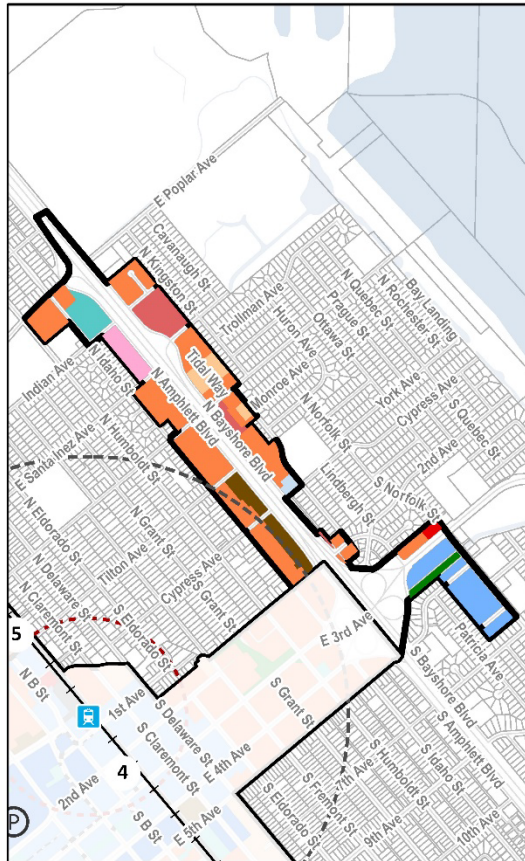 E Poplar Ave
Cavanaugh St
N Kingston St
Trollman Ave
Huron Ave
N Quebec St
Prague St
Ottawa St
N Rochester St
Bay Landing
Indian Ave
N Idaho St
Tidal Way
Monroe Ave
York Ave
Cypress Ave
S Quebec St
N Amphlett Blvd
N Bayshore Blvd
N Norfolk St
2nd Ave
E Santa Inez Ave
N Humboldt St
Lindbergh St
S Norfolk St
N Eldorado St
N Grant St
Tilton Ave
Cypress Ave
N Delaware St
N Claremont St
S Eldorado St
S Grant St
E 3rd Ave
Patricia Ave
5
N B St
1st Ave
S Delaware St
S Claremont St
E 4th Ave
S Grant St
S Bayshore Blvd
S Amphlett Blvd
4
2nd Ave
S B St
E 5th Ave
S Eldorado St
S Fremont St
7th Ave
S Humboldt St
S Idaho St
9th Ave
10th Ave
P